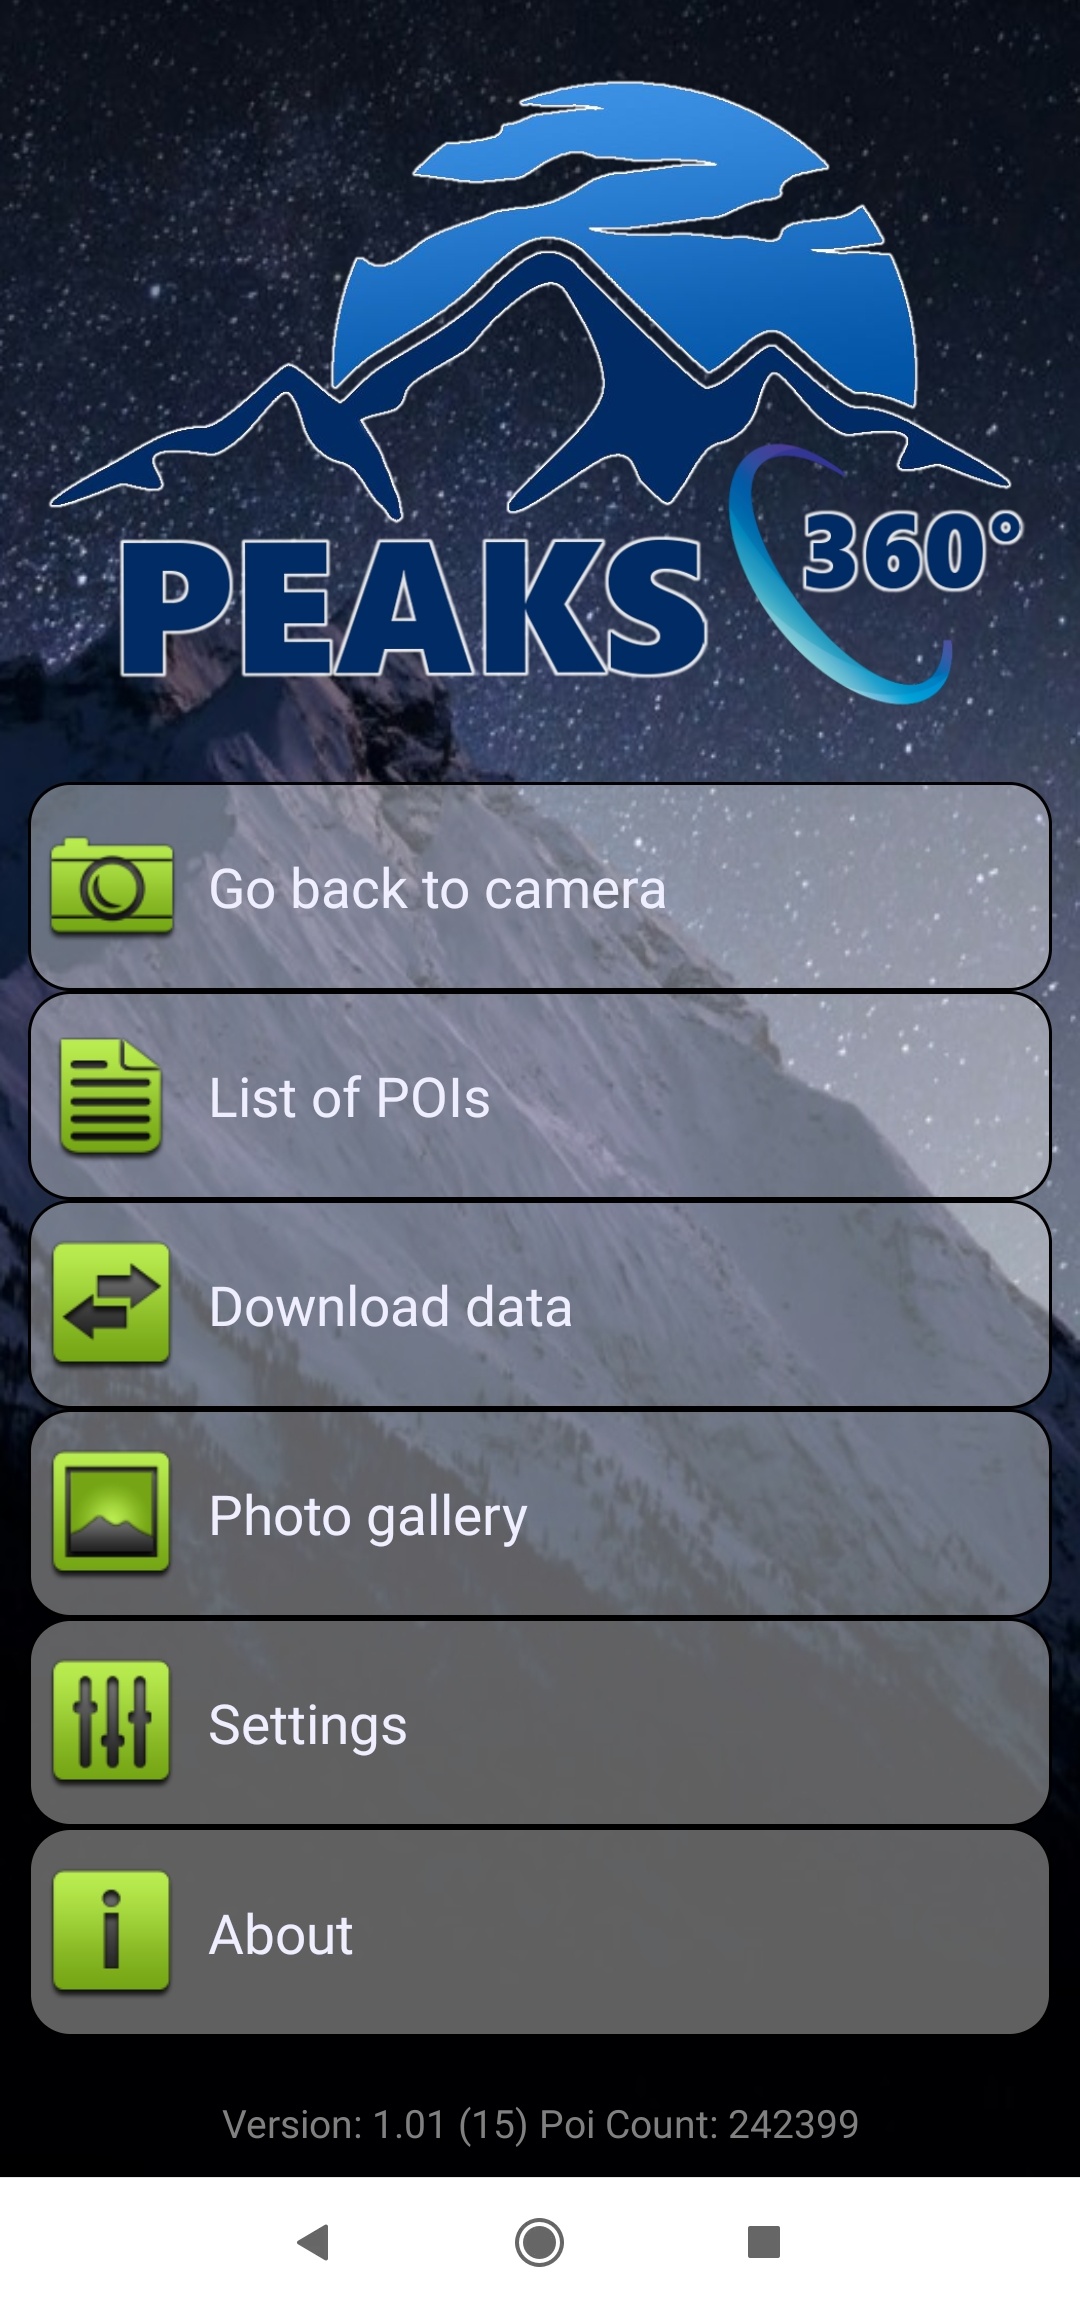 PEAKS 360°
Go back to camera
List of POIs
Download data
Photo gallery
Settings
About
Version: 1.01 (15) Poi Count: 242399